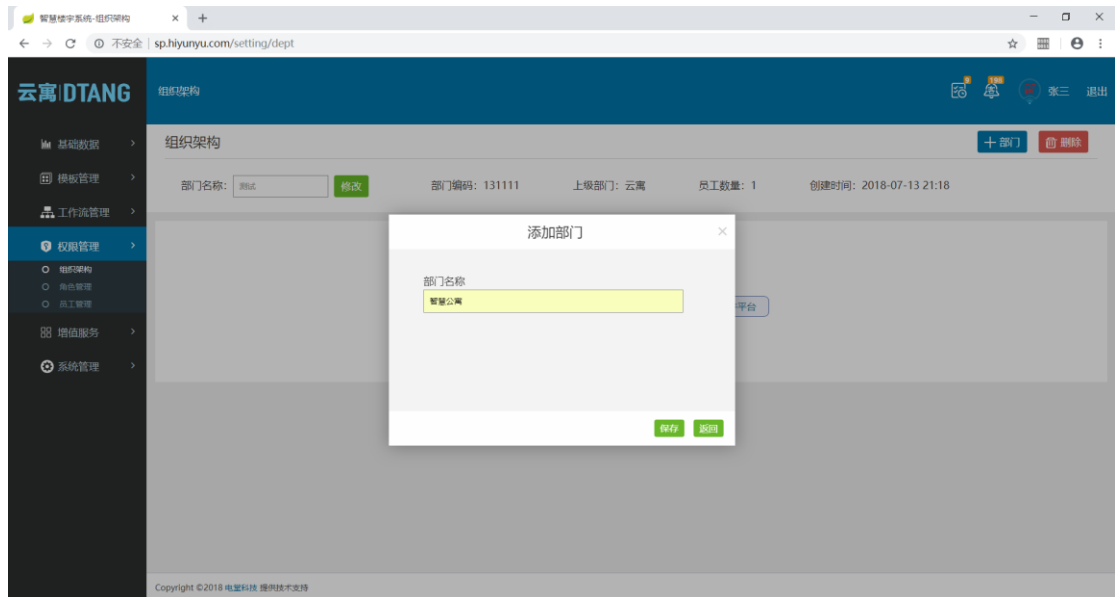 智慧楼宇系统-组织架构
不安全 sp.hiyunyu.com/setting/dept
云寓 DTANG
组织架构
9
198
张三 退出
基础数据
模板管理
工作流管理
权限管理
组织架构
角色管理
员工管理
增值服务
系统管理
组织架构
部门 删除
部门名称： 测试 修改 部门编码：131111 上级部门：云寓 员工数量：1 创建时间：2018-07-13 21:18
添加部门
部门名称
智慧公寓
平台
保存 返回
Copyright ©2018 电量科技 提供技术支持